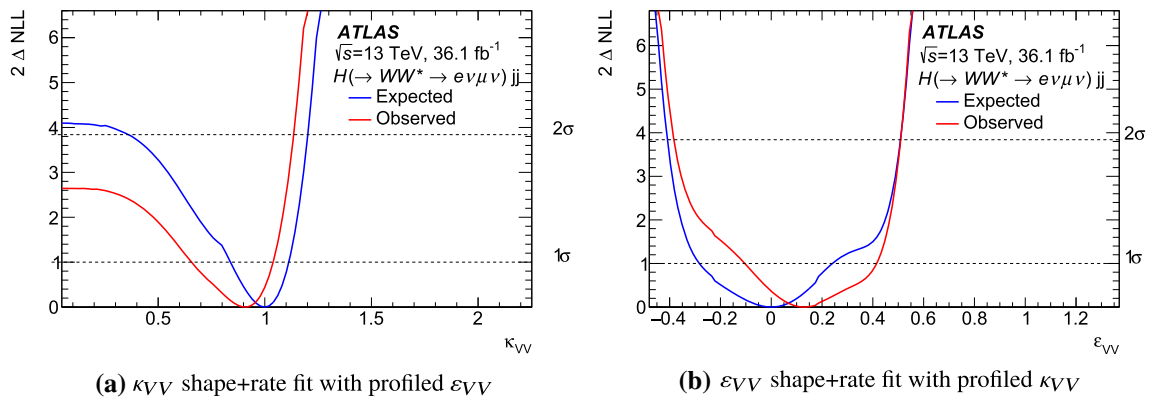 2 Δ NLL
6
5
4
3
2
1
0
ATLAS
√s=13 TeV, 36.1 fb⁻¹
H(→ WW* → eνμν) jj
Expected
Observed
2σ
1σ
0.5
1
1.5
2
κVV
(a) κVV shape+rate fit with profiled εVV
2 Δ NLL
6
5
4
3
2
1
0
ATLAS
√s=13 TeV, 36.1 fb⁻¹
H(→ WW* → eνμν) jj
Expected
Observed
2σ
1σ
−0.4
−0.2
0
0.2
0.4
0.6
0.8
1
1.2
εVV
(b) εVV shape+rate fit with profiled κVV